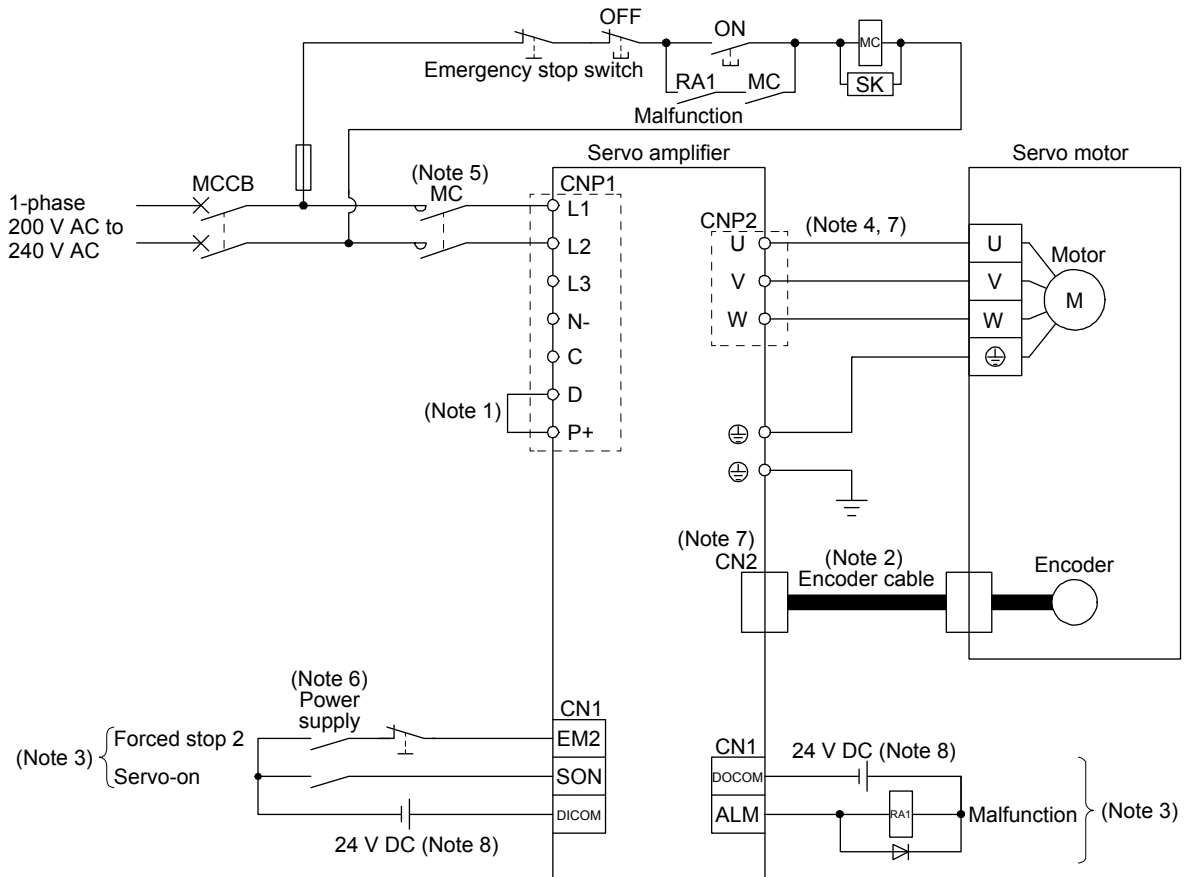 OFF
ON
MC
Emergency stop switch
RA1
MC
SK
Malfunction
Servo amplifier
Servo motor
MCCB
(Note 5)
MC
CNP1
1-phase
200 V AC to
240 V AC
L1
L2
L3
N-
C
D
P+
(Note 1)
CNP2
U
V
W
(Note 4, 7)
U
V
W
Motor
M
(Note 7)
CN2
(Note 2)
Encoder cable
Encoder
(Note 6)
Power
supply
(Note 3)
Forced stop 2
Servo-on
CN1
EM2
SON
DICOM
24 V DC (Note 8)
CN1
DOCOM
ALM
24 V DC (Note 8)
RA1
Malfunction
(Note 3)